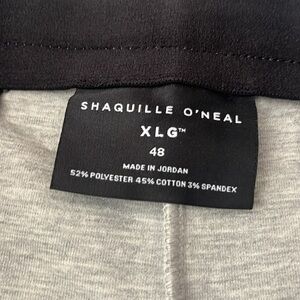 SHAQUILLE O'NEAL
XLG™
48
MADE IN JORDAN
52% POLYESTER 45% COTTON 3% SPANDEX